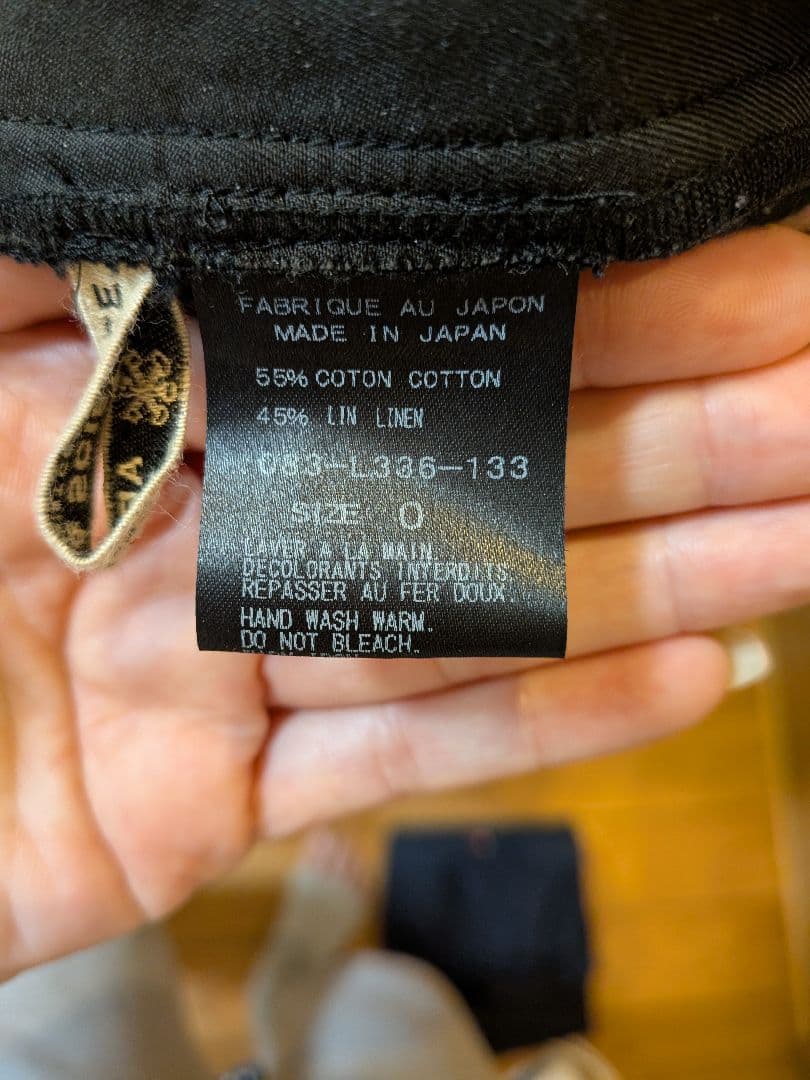 FABRIQUE AU JAPON
MADE IN JAPAN
55% COTON COTTON
45% LIN LINEN
063-L336-133
SIZE 0
LAVER A LA MAIN.
DECOLORANTS INTERDITS.
REPASSER AU FER DOUX.
HAND WASH WARM.
DO NOT BLEACH.